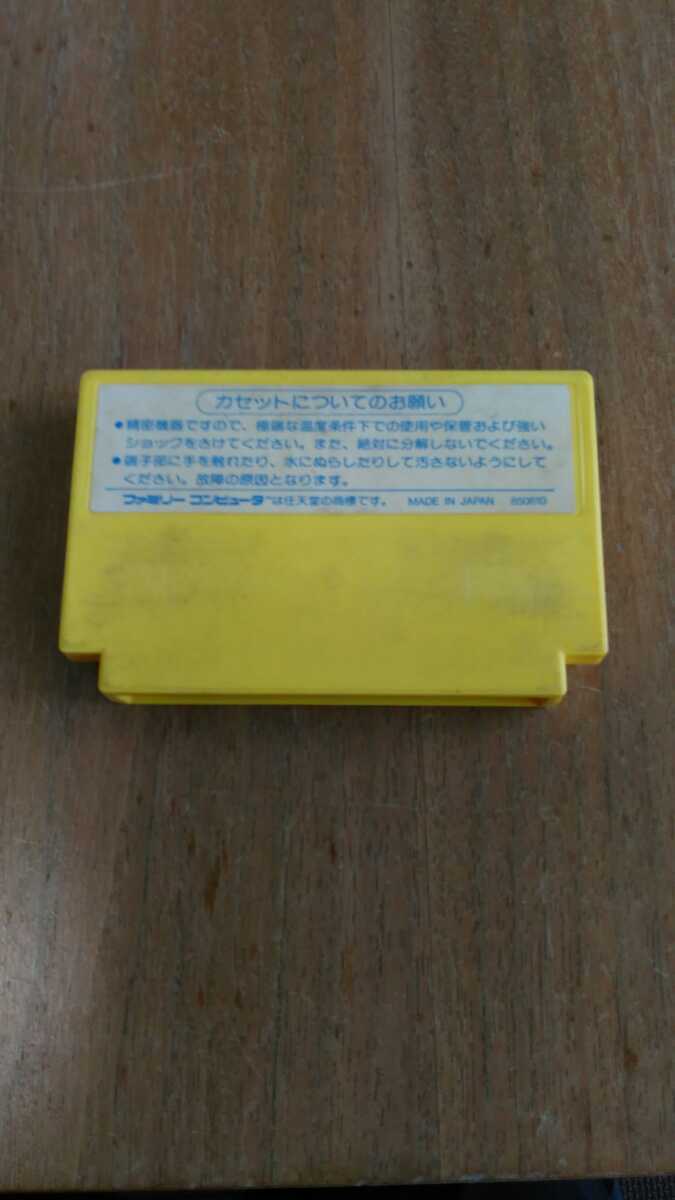 カセットについてのお願い
●精密機器ですので、極端な温度条件下での使用や保管および強い
ショックをさけてください。また、絶対に分解しないでください。
●端子部に手を触れたり、水にぬらしたりして汚さないようにして
ください。故障の原因となります。
ファミリー コンピュータ™は任天堂の商標です。 MADE IN JAPAN 850810